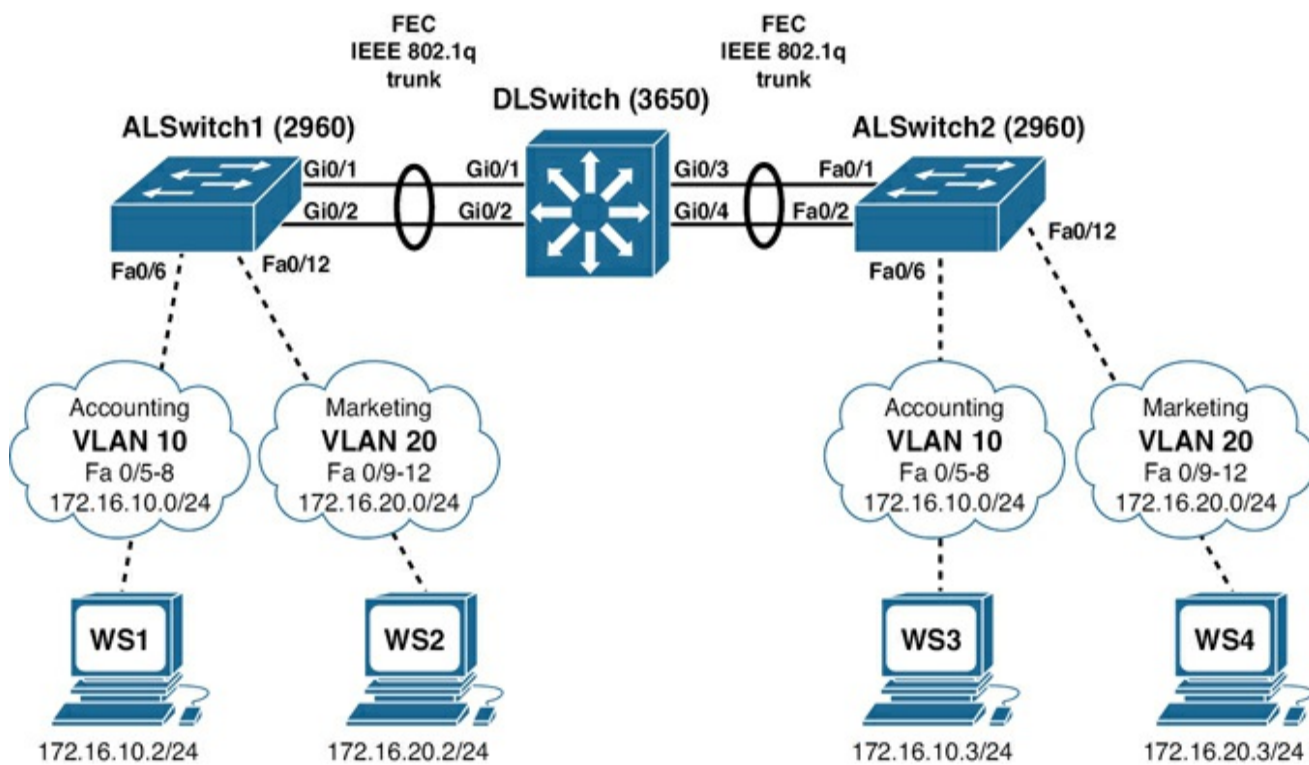 FEC
IEEE 802.1q
trunk
FEC
IEEE 802.1q
trunk
DLSwitch (3650)
ALSwitch1 (2960)
ALSwitch2 (2960)
Gi0/1
Gi0/1
Gi0/3
Fa0/1
Gi0/2
Gi0/2
Gi0/4
Fa0/2
Fa0/6
Fa0/12
Fa0/6
Fa0/12
Accounting
VLAN 10
Fa 0/5-8
172.16.10.0/24
Marketing
VLAN 20
Fa 0/9-12
172.16.20.0/24
Accounting
VLAN 10
Fa 0/5-8
172.16.10.0/24
Marketing
VLAN 20
Fa 0/9-12
172.16.20.0/24
WS1
WS2
WS3
WS4
172.16.10.2/24
172.16.20.2/24
172.16.10.3/24
172.16.20.3/24